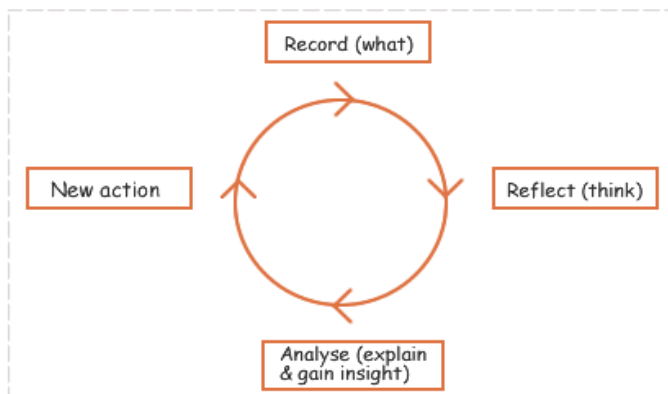 Record (what)
New action
Reflect (think)
Analyse (explain
& gain insight)